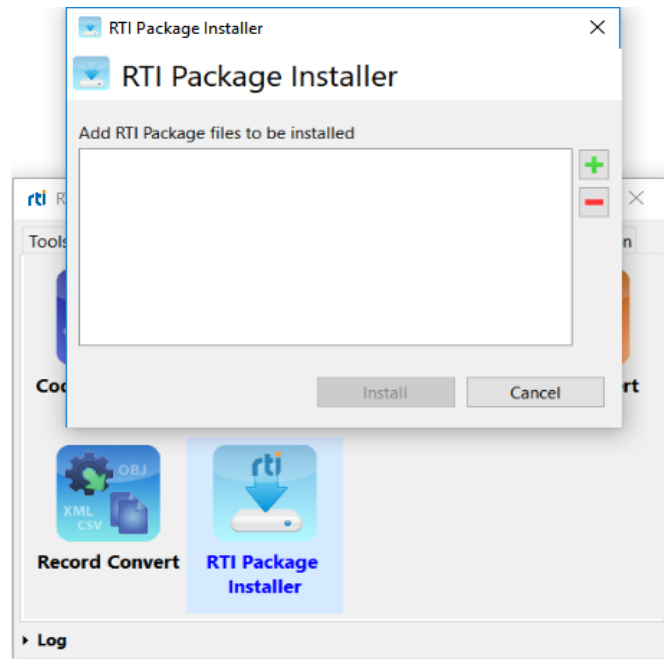 RTI Package Installer
RTI Package Installer
Add RTI Package files to be installed
rti R
Tools
n
Install
Cancel
Cod
rt
OBJ
XML
CSV
rti
Record Convert
RTI Package
Installer
Log